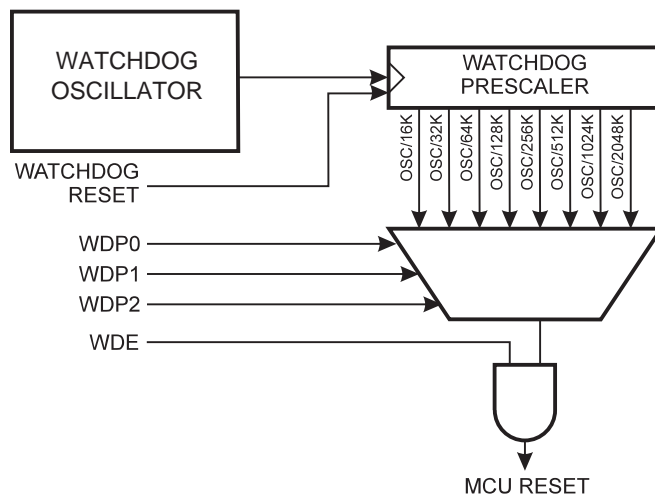 WATCHDOG
OSCILLATOR
WATCHDOG
PRESCALER
OSC/16K
OSC/32K
OSC/64K
OSC/128K
OSC/256K
OSC/512K
OSC/1024K
OSC/2048K
WATCHDOG
RESET
WDP0
WDP1
WDP2
WDE
MCU RESET